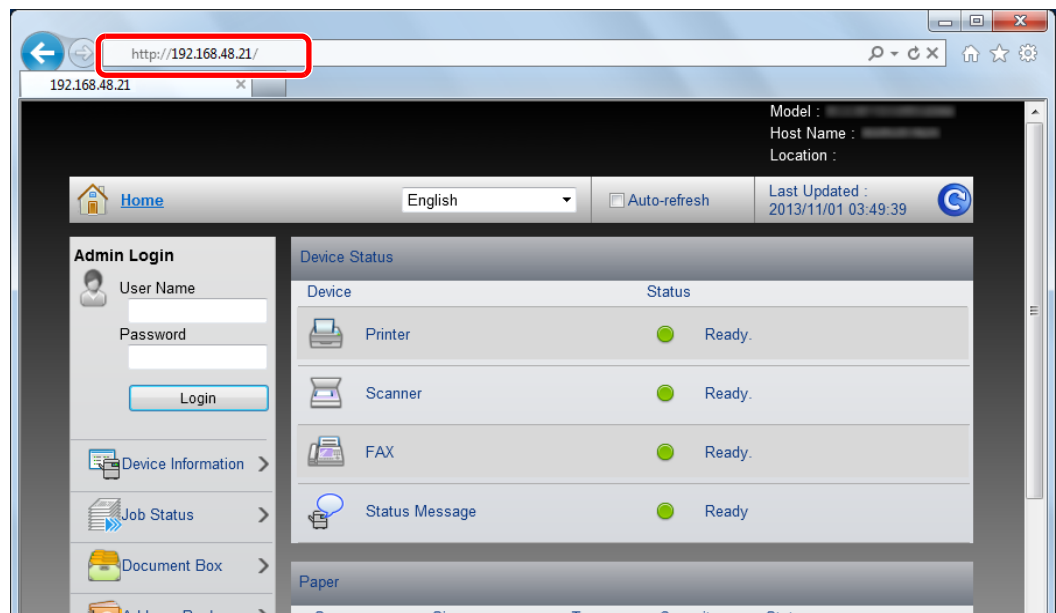 http://192.168.48.21/
192.168.48.21
Model :
Host Name :
Location :
Home
English
Auto-refresh
Last Updated :
2013/11/01 03:49:39
Admin Login
User Name
Password
Login
Device Information
Job Status
Document Box
Device Status
Device Status
Printer Ready.
Scanner Ready.
FAX Ready.
Status Message Ready
Paper